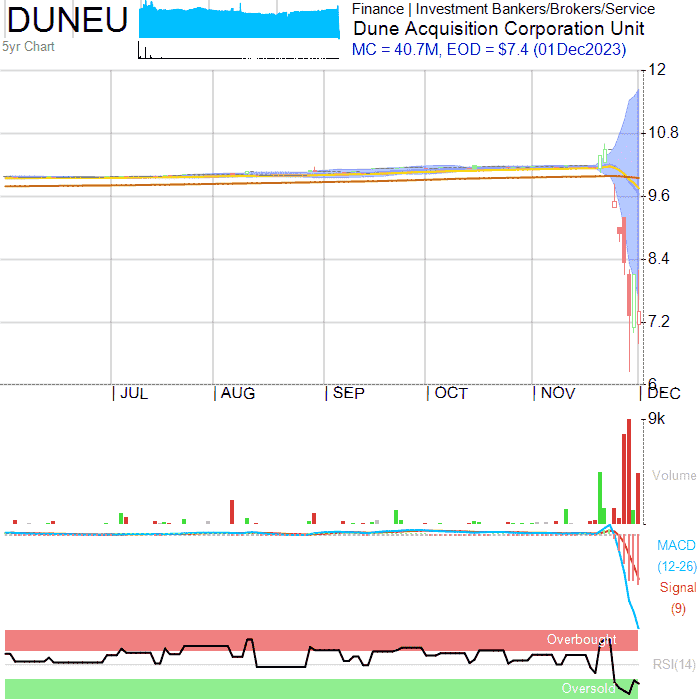 DUNEU
Finance | Investment Bankers/Brokers/Service
Dune Acquisition Corporation Unit
5yr Chart
MC = 40.7M, EOD = $7.4 (01Dec2023)
12
10.8
9.6
8.4
7.2
6
JUL AUG SEP OCT NOV DEC
9k
Volume
MACD
(12-26)
Signal
(9)
Overbought
RSI(14)
Oversold